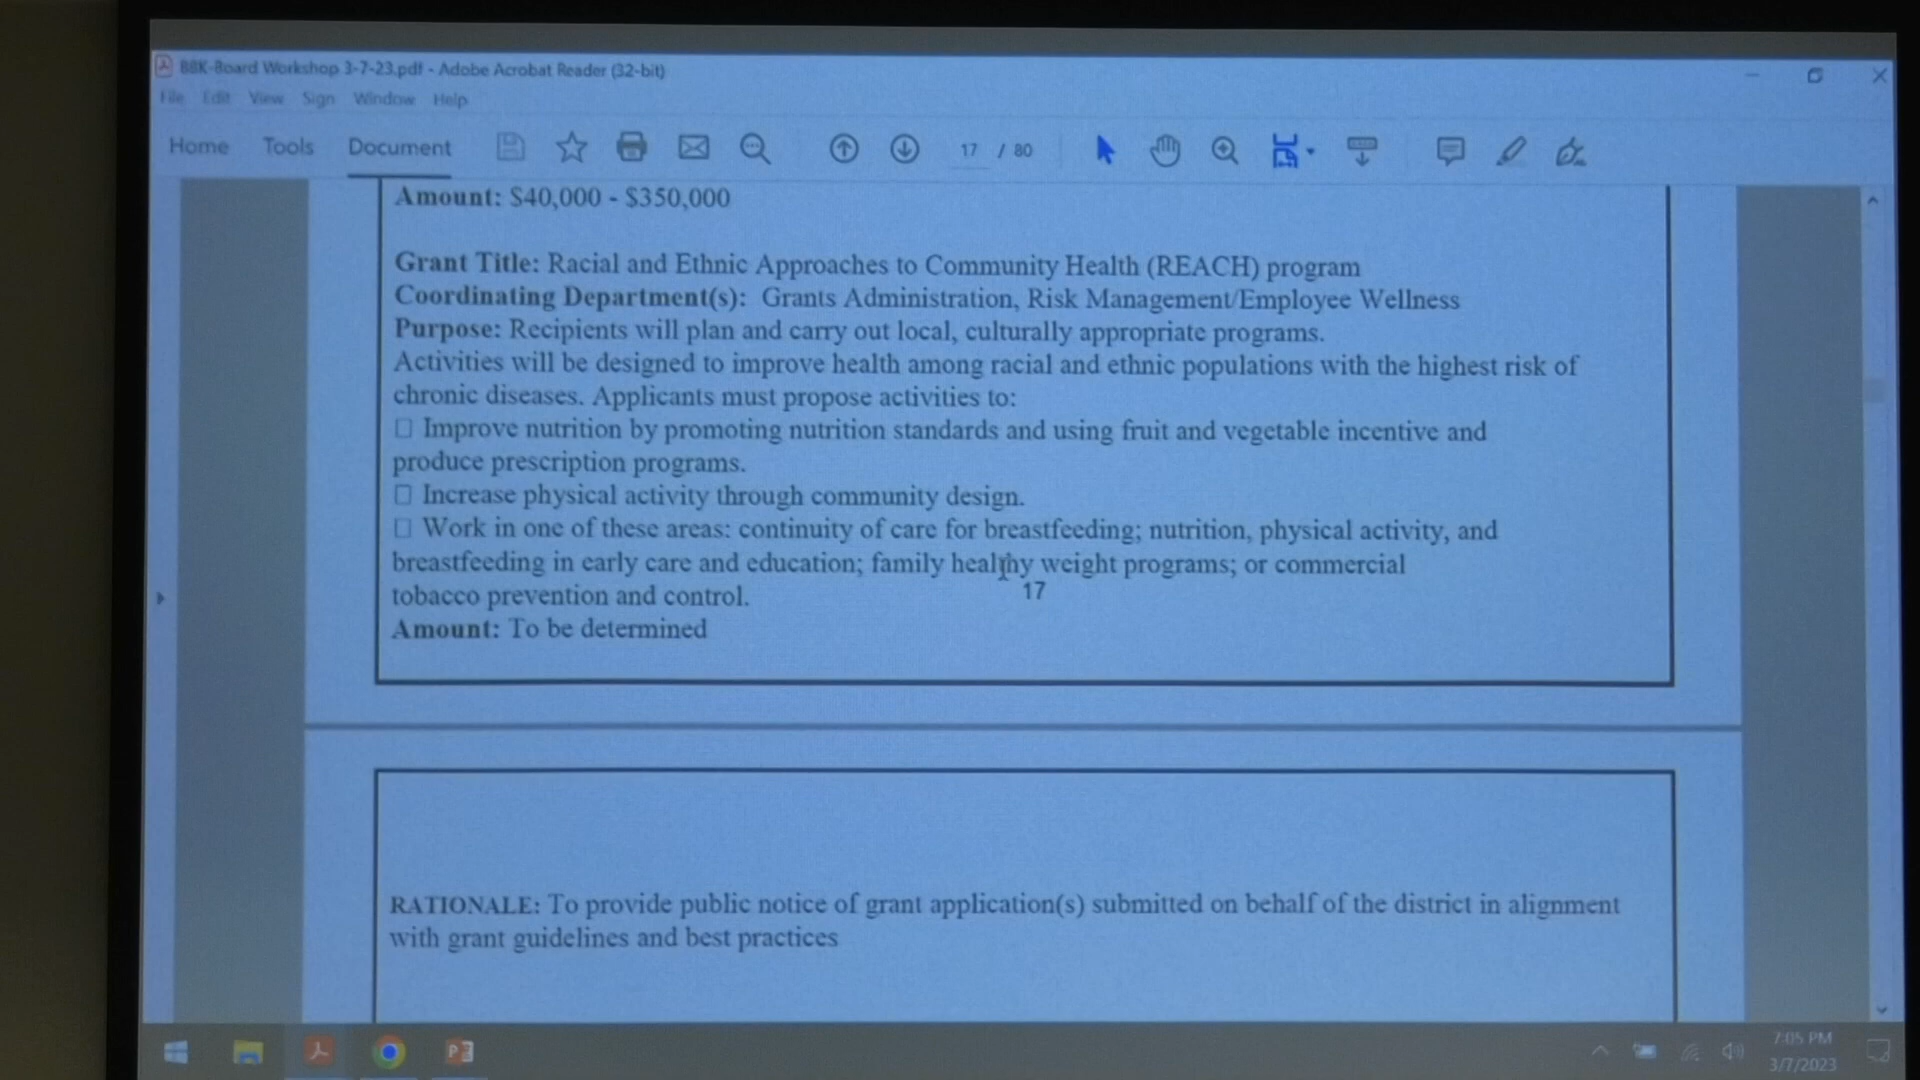 BBK-Board Workshop 3-7-23.pdf - Adobe Acrobat Reader (32-bit)
File Edit View Sign Window Help
Home Tools Document 17 / 80
Amount: $40,000 - $350,000
Grant Title: Racial and Ethnic Approaches to Community Health (REACH) program
Coordinating Department(s): Grants Administration, Risk Management/Employee Wellness
Purpose: Recipients will plan and carry out local, culturally appropriate programs.
Activities will be designed to improve health among racial and ethnic populations with the highest risk of
chronic diseases. Applicants must propose activities to:
Improve nutrition by promoting nutrition standards and using fruit and vegetable incentive and
produce prescription programs.
Increase physical activity through community design.
Work in one of these areas: continuity of care for breastfeeding; nutrition, physical activity, and
breastfeeding in early care and education; family healthy weight programs; or commercial
tobacco prevention and control.
17
Amount: To be determined
RATIONALE: To provide public notice of grant application(s) submitted on behalf of the district in alignment
with grant guidelines and best practices
7:05 PM
3/7/2023